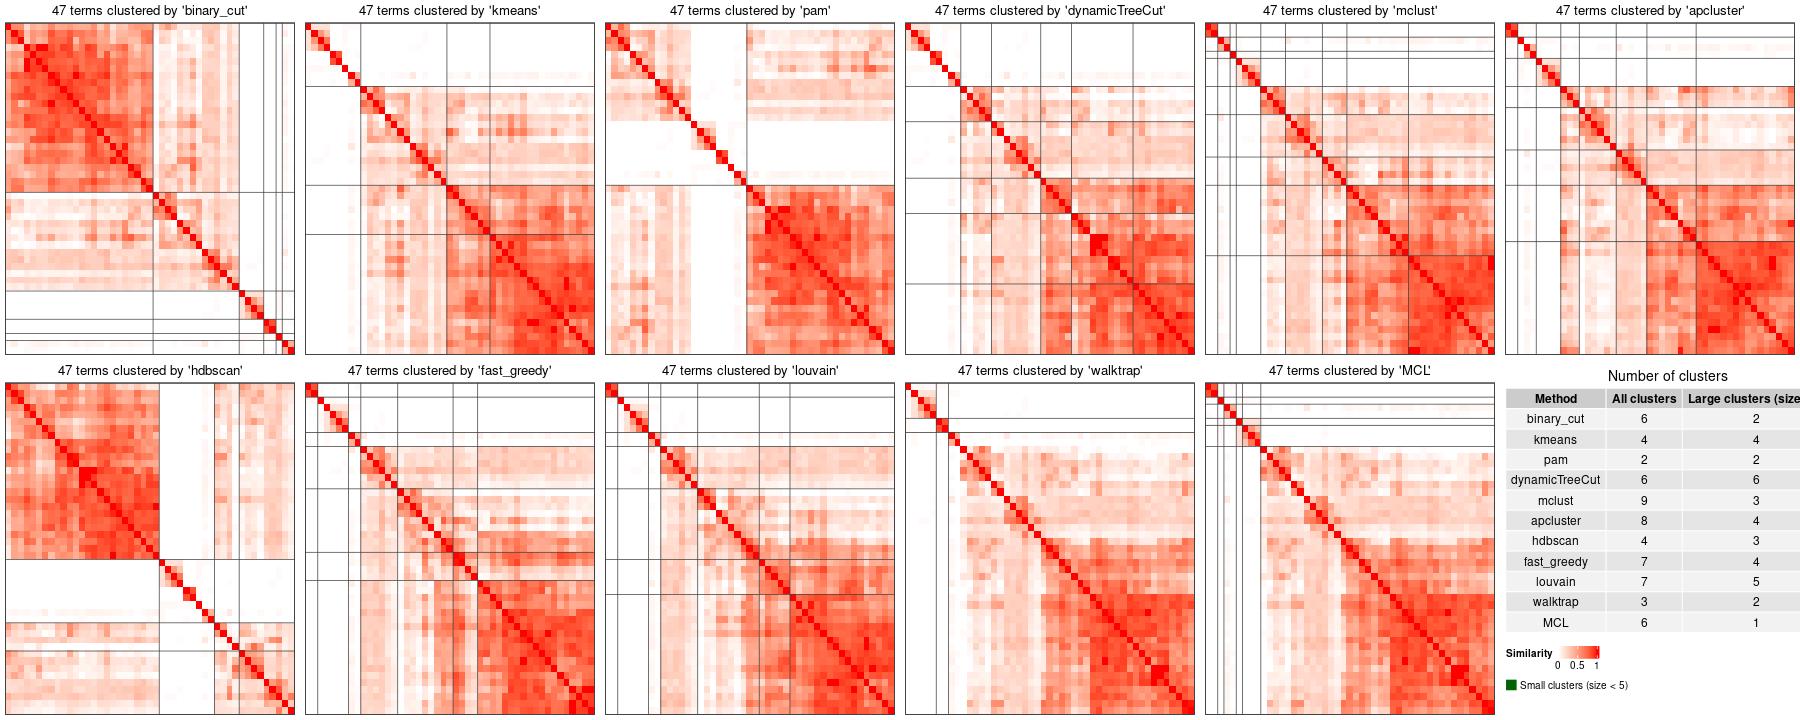 47 terms clustered by 'binary_cut'
47 terms clustered by 'kmeans'
47 terms clustered by 'pam'
47 terms clustered by 'dynamicTreeCut'
47 terms clustered by 'mclust'
47 terms clustered by 'apcluster'
47 terms clustered by 'hdbscan'
47 terms clustered by 'fast_greedy'
47 terms clustered by 'louvain'
47 terms clustered by 'walktrap'
47 terms clustered by 'MCL'
Number of clusters
Method All clusters Large clusters (size
binary_cut 6 2
kmeans 4 4
pam 2 2
dynamicTreeCut 6 6
mclust 9 3
apcluster 8 4
hdbscan 4 3
fast_greedy 7 4
louvain 7 5
walktrap 3 2
MCL 6 1
Similarity
0 0.5 1
Small clusters (size < 5)